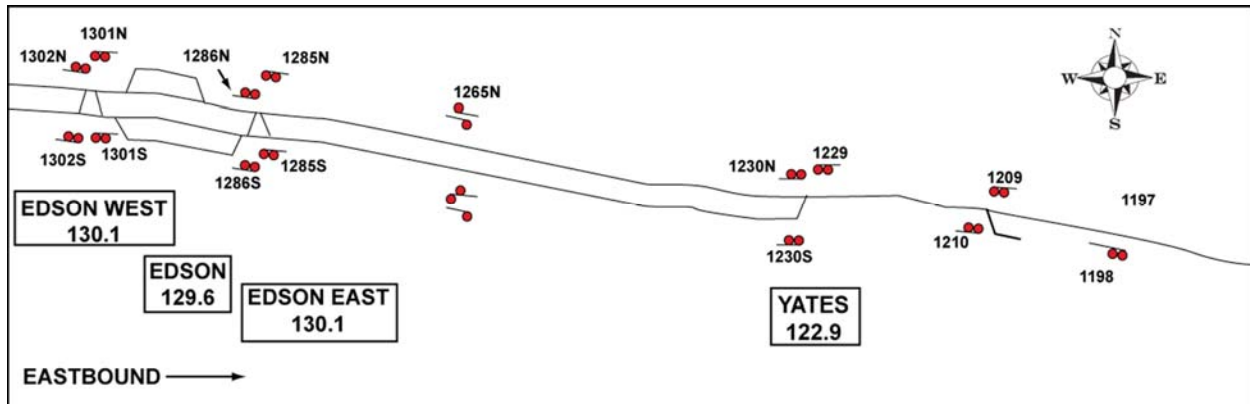 1301N
1302N
1286N
1285N
1265N
1302S
1301S
1286S
1285S
1230N
1229
1230S
1209
1210
1197
1198
N
W
E
S
EDSON WEST
130.1
EDSON
129.6
EDSON EAST
130.1
YATES
122.9
EASTBOUND